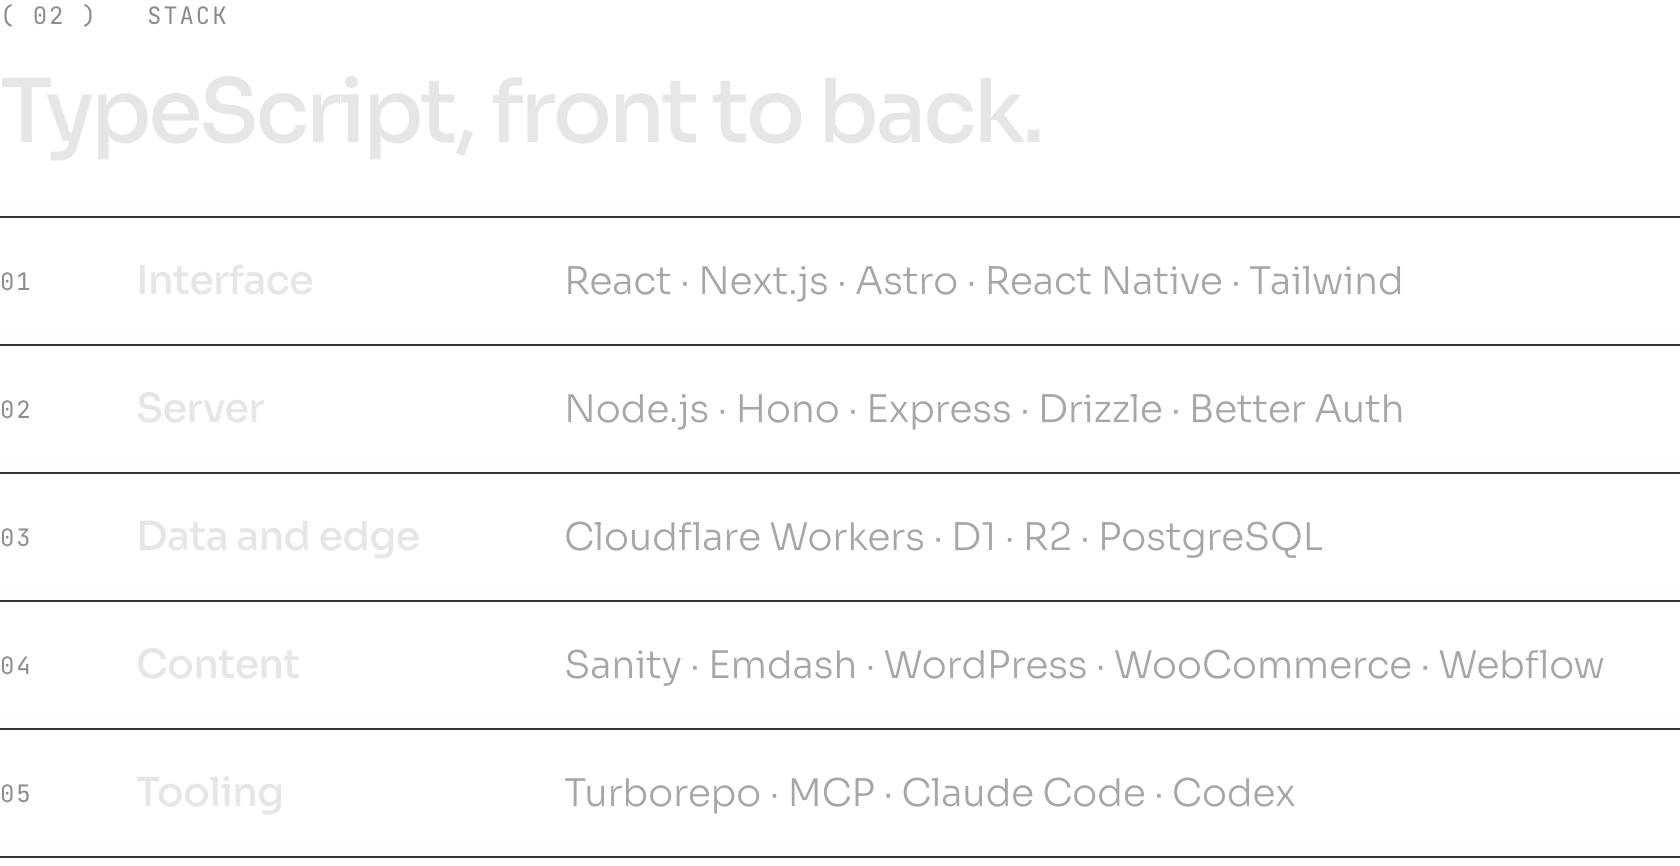 ( 02 ) STACK
TypeScript, front to back.
01 Interface React · Next.js · Astro · React Native · Tailwind
02 Server Node.js · Hono · Express · Drizzle · Better Auth
03 Data and edge Cloudflare Workers · D1 · R2 · PostgreSQL
04 Content Sanity · Emdash · WordPress · WooCommerce · Webflow
05 Tooling Turborepo · MCP · Claude Code · Codex